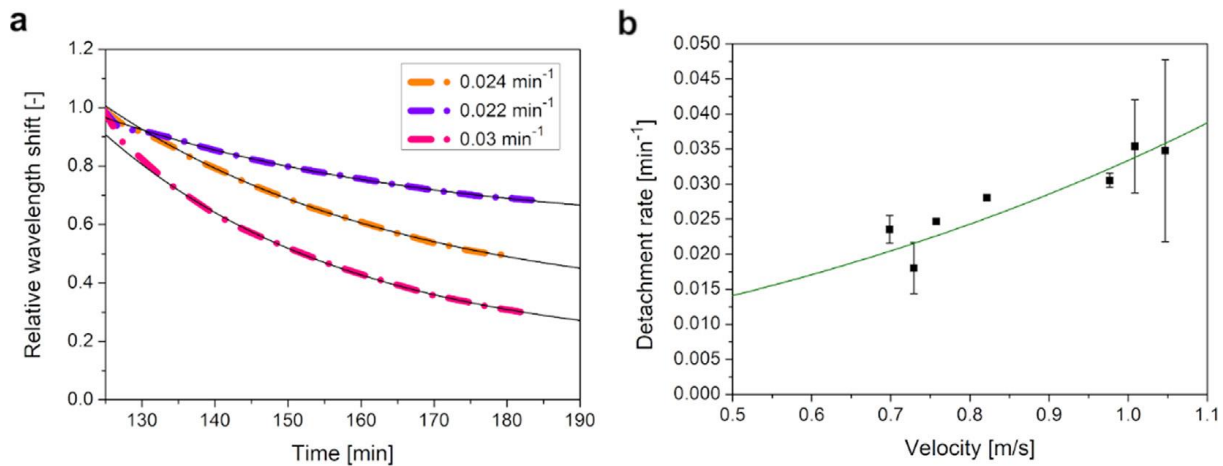 a
Relative wavelength shift [-]
1.2
1.0
0.8
0.6
0.4
0.2
0.0
130 140 150 160 170 180 190
Time [min]
0.024 min⁻¹
0.022 min⁻¹
0.03 min⁻¹
b
Detachment rate [min⁻¹]
0.050
0.045
0.040
0.035
0.030
0.025
0.020
0.015
0.010
0.005
0.000
0.5 0.6 0.7 0.8 0.9 1.0 1.1
Velocity [m/s]